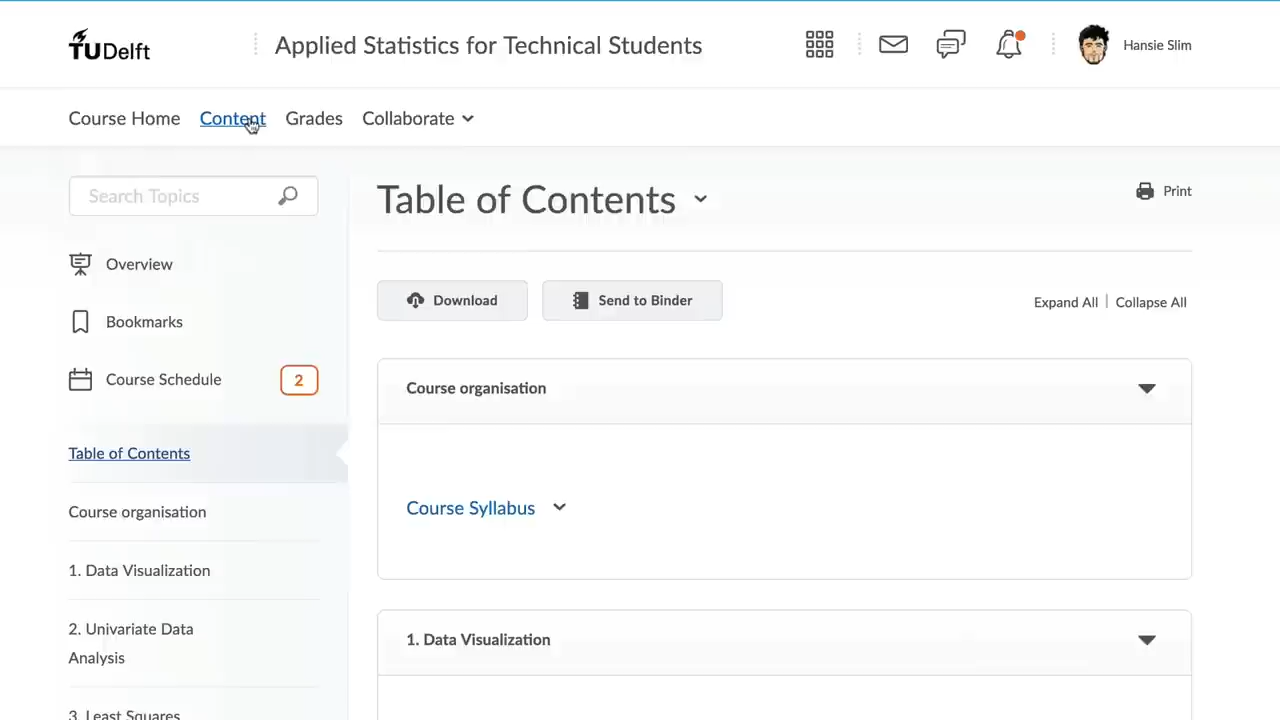 TUDelft
Applied Statistics for Technical Students
Hansie Slim
Course Home
Content
Grades
Collaborate
Search Topics
Overview
Bookmarks
Course Schedule
2
Table of Contents
Course organisation
1. Data Visualization
2. Univariate Data
Analysis
3. Least Squares
Table of Contents
Print
Download
Send to Binder
Expand All | Collapse All
Course organisation
Course Syllabus
1. Data Visualization